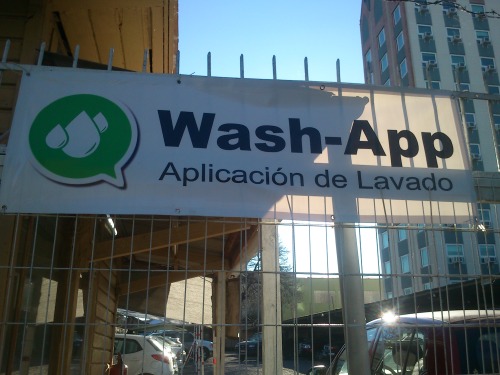 Wash-App
Aplicación de Lavado